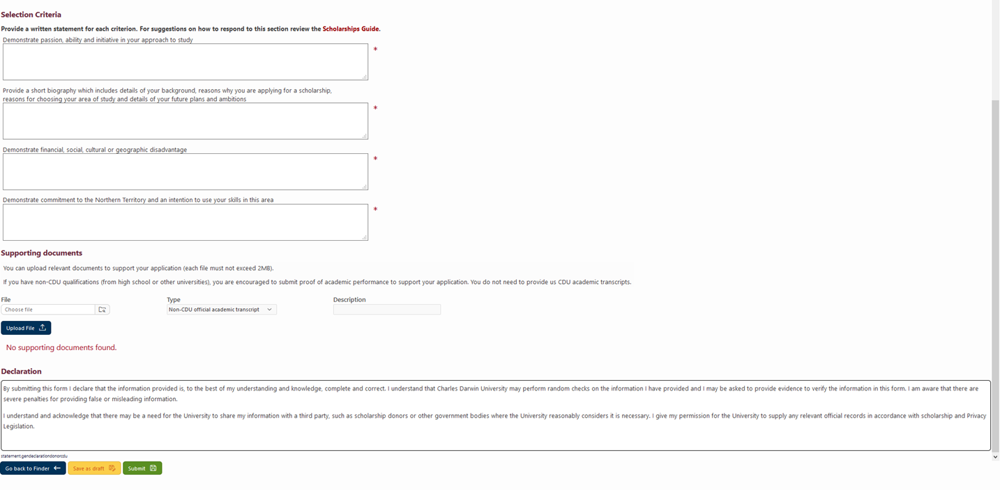 Selection Criteria
Provide a written statement for each criterion. For suggestions on how to respond to this section review the Scholarships Guide.
Demonstrate passion, ability and initiative in your approach to study
*
Provide a short biography which includes details of your background, reasons why you are applying for a scholarship,
reasons for choosing your area of study and details of your future plans and ambitions
*
Demonstrate financial, social, cultural or geographic disadvantage
*
Demonstrate commitment to the Northern Territory and an intention to use your skills in this area
*
Supporting documents
You can upload relevant documents to support your application (each file must not exceed 2MB).
If you have non-CDU qualifications (from high school or other universities), you are encouraged to submit proof of academic performance to support your application. You do not need to provide us CDU academic transcripts.
File Type Description
Choose file Non-CDU official academic transcript
Upload File
No supporting documents found.
Declaration
By submitting this form I declare that the information provided is, to the best of my understanding and knowledge, complete and correct. I understand that Charles Darwin University may perform random checks on the information I have provided and I may be asked to provide evidence to verify the information in this form. I am aware that there are
severe penalties for providing false or misleading information.
I understand and acknowledge that there may be a need for the University to share my information with a third party, such as scholarship donors or other government bodies where the University reasonably considers it is necessary. I give my permission for the University to supply any relevant official records in accordance with scholarship and Privacy
Legislation.
statement.gendeclarationdonorcdu
Go back to Finder Save as draft Submit